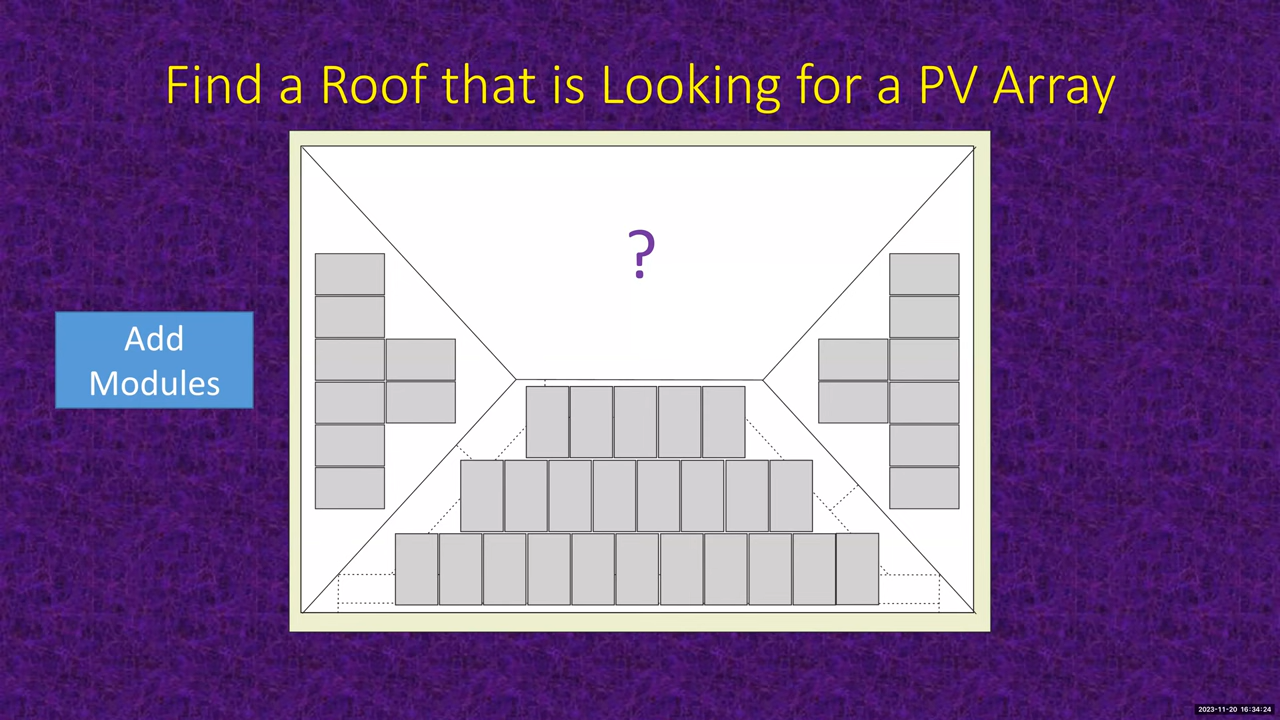 Find a Roof that is Looking for a PV Array
?
Add
Modules
2023-11-20 16:34:24